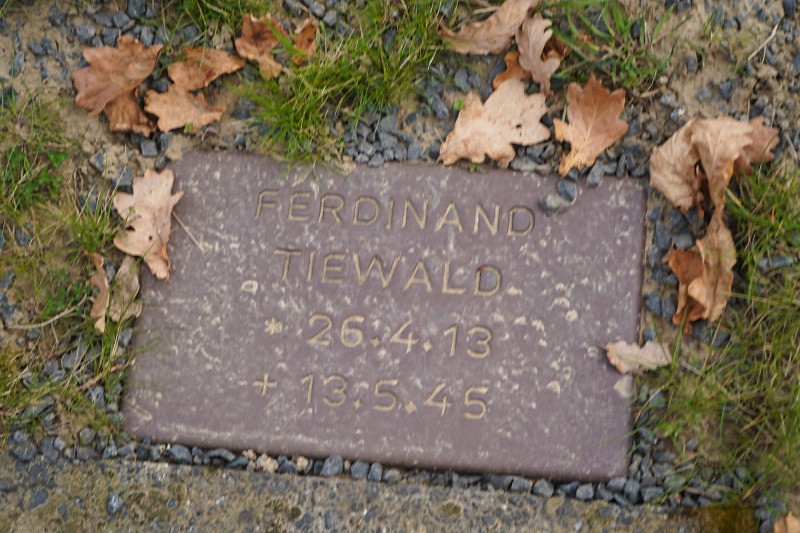 FERDINAND
TIEWALD
* 26.4.13
+ 13.5.45